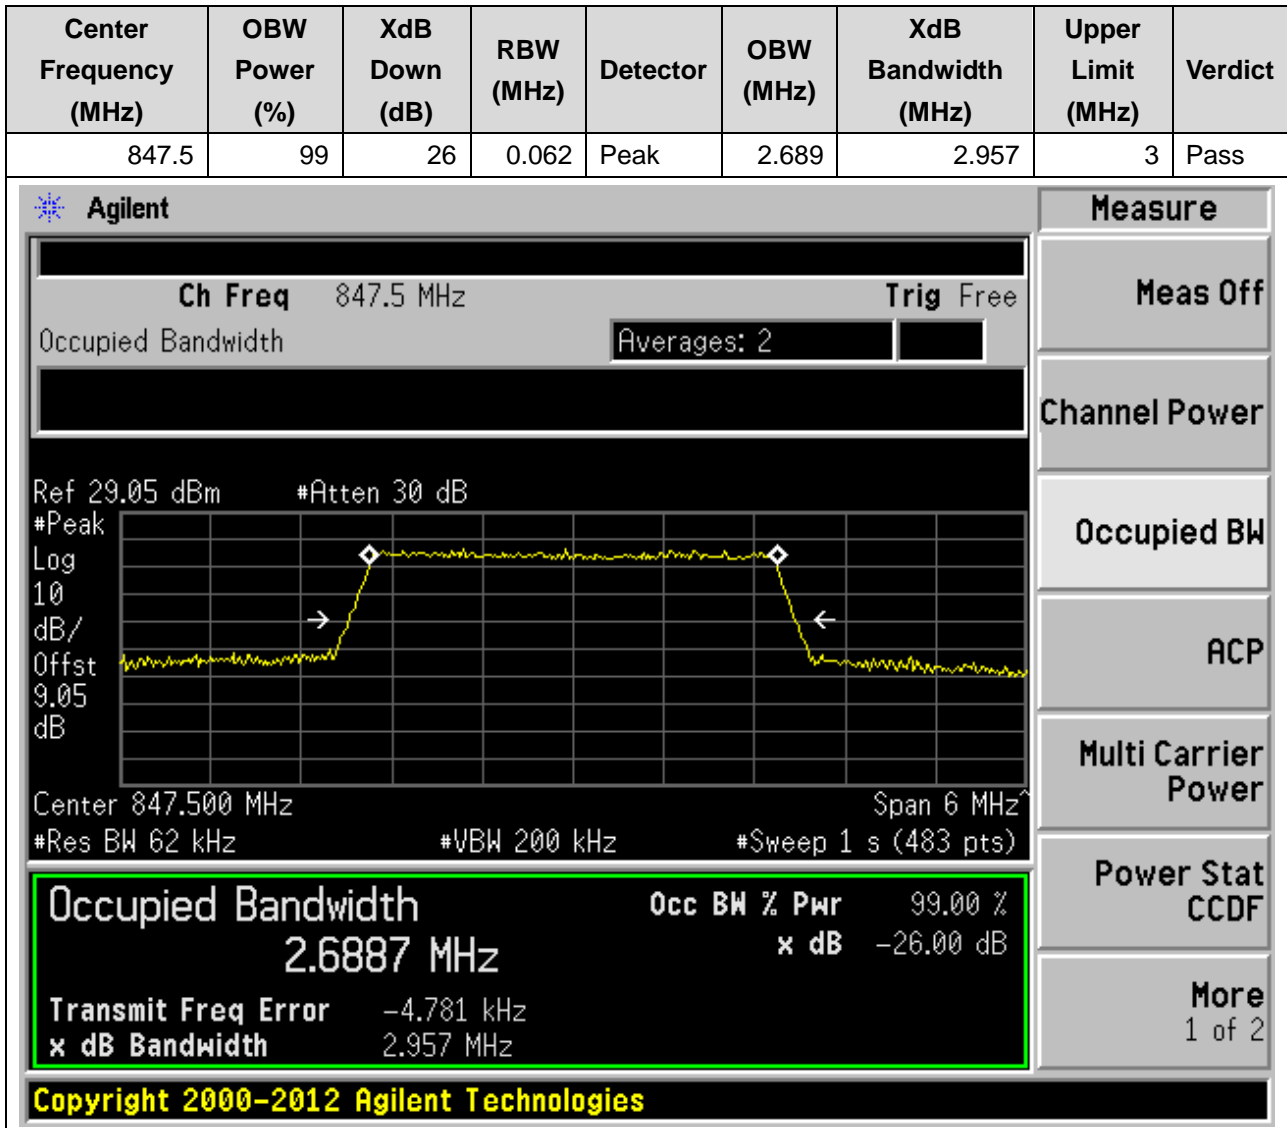 Center Frequency (MHz) OBW Power (%) XdB Down (dB) RBW (MHz) Detector OBW (MHz) XdB Bandwidth (MHz) Upper Limit (MHz) Verdict
847.5 99 26 0.062 Peak 2.689 2.957 3 Pass
Agilent
Measure
Ch Freq 847.5 MHz Trig Free
Meas Off
Occupied Bandwidth Averages: 2
Channel Power
Ref 29.05 dBm #Atten 30 dB
#Peak
Log
10
dB/
Offst
9.05
dB
Occupied BW
ACP
Multi Carrier
Power
Center 847.500 MHz Span 6 MHz^
#Res BW 62 kHz #VBW 200 kHz #Sweep 1 s (483 pts)
Power Stat
CCDF
Occupied Bandwidth Occ BW % Pwr 99.00 %
2.6887 MHz x dB -26.00 dB
Transmit Freq Error -4.781 kHz
x dB Bandwidth 2.957 MHz
More
1 of 2
Copyright 2000-2012 Agilent Technologies